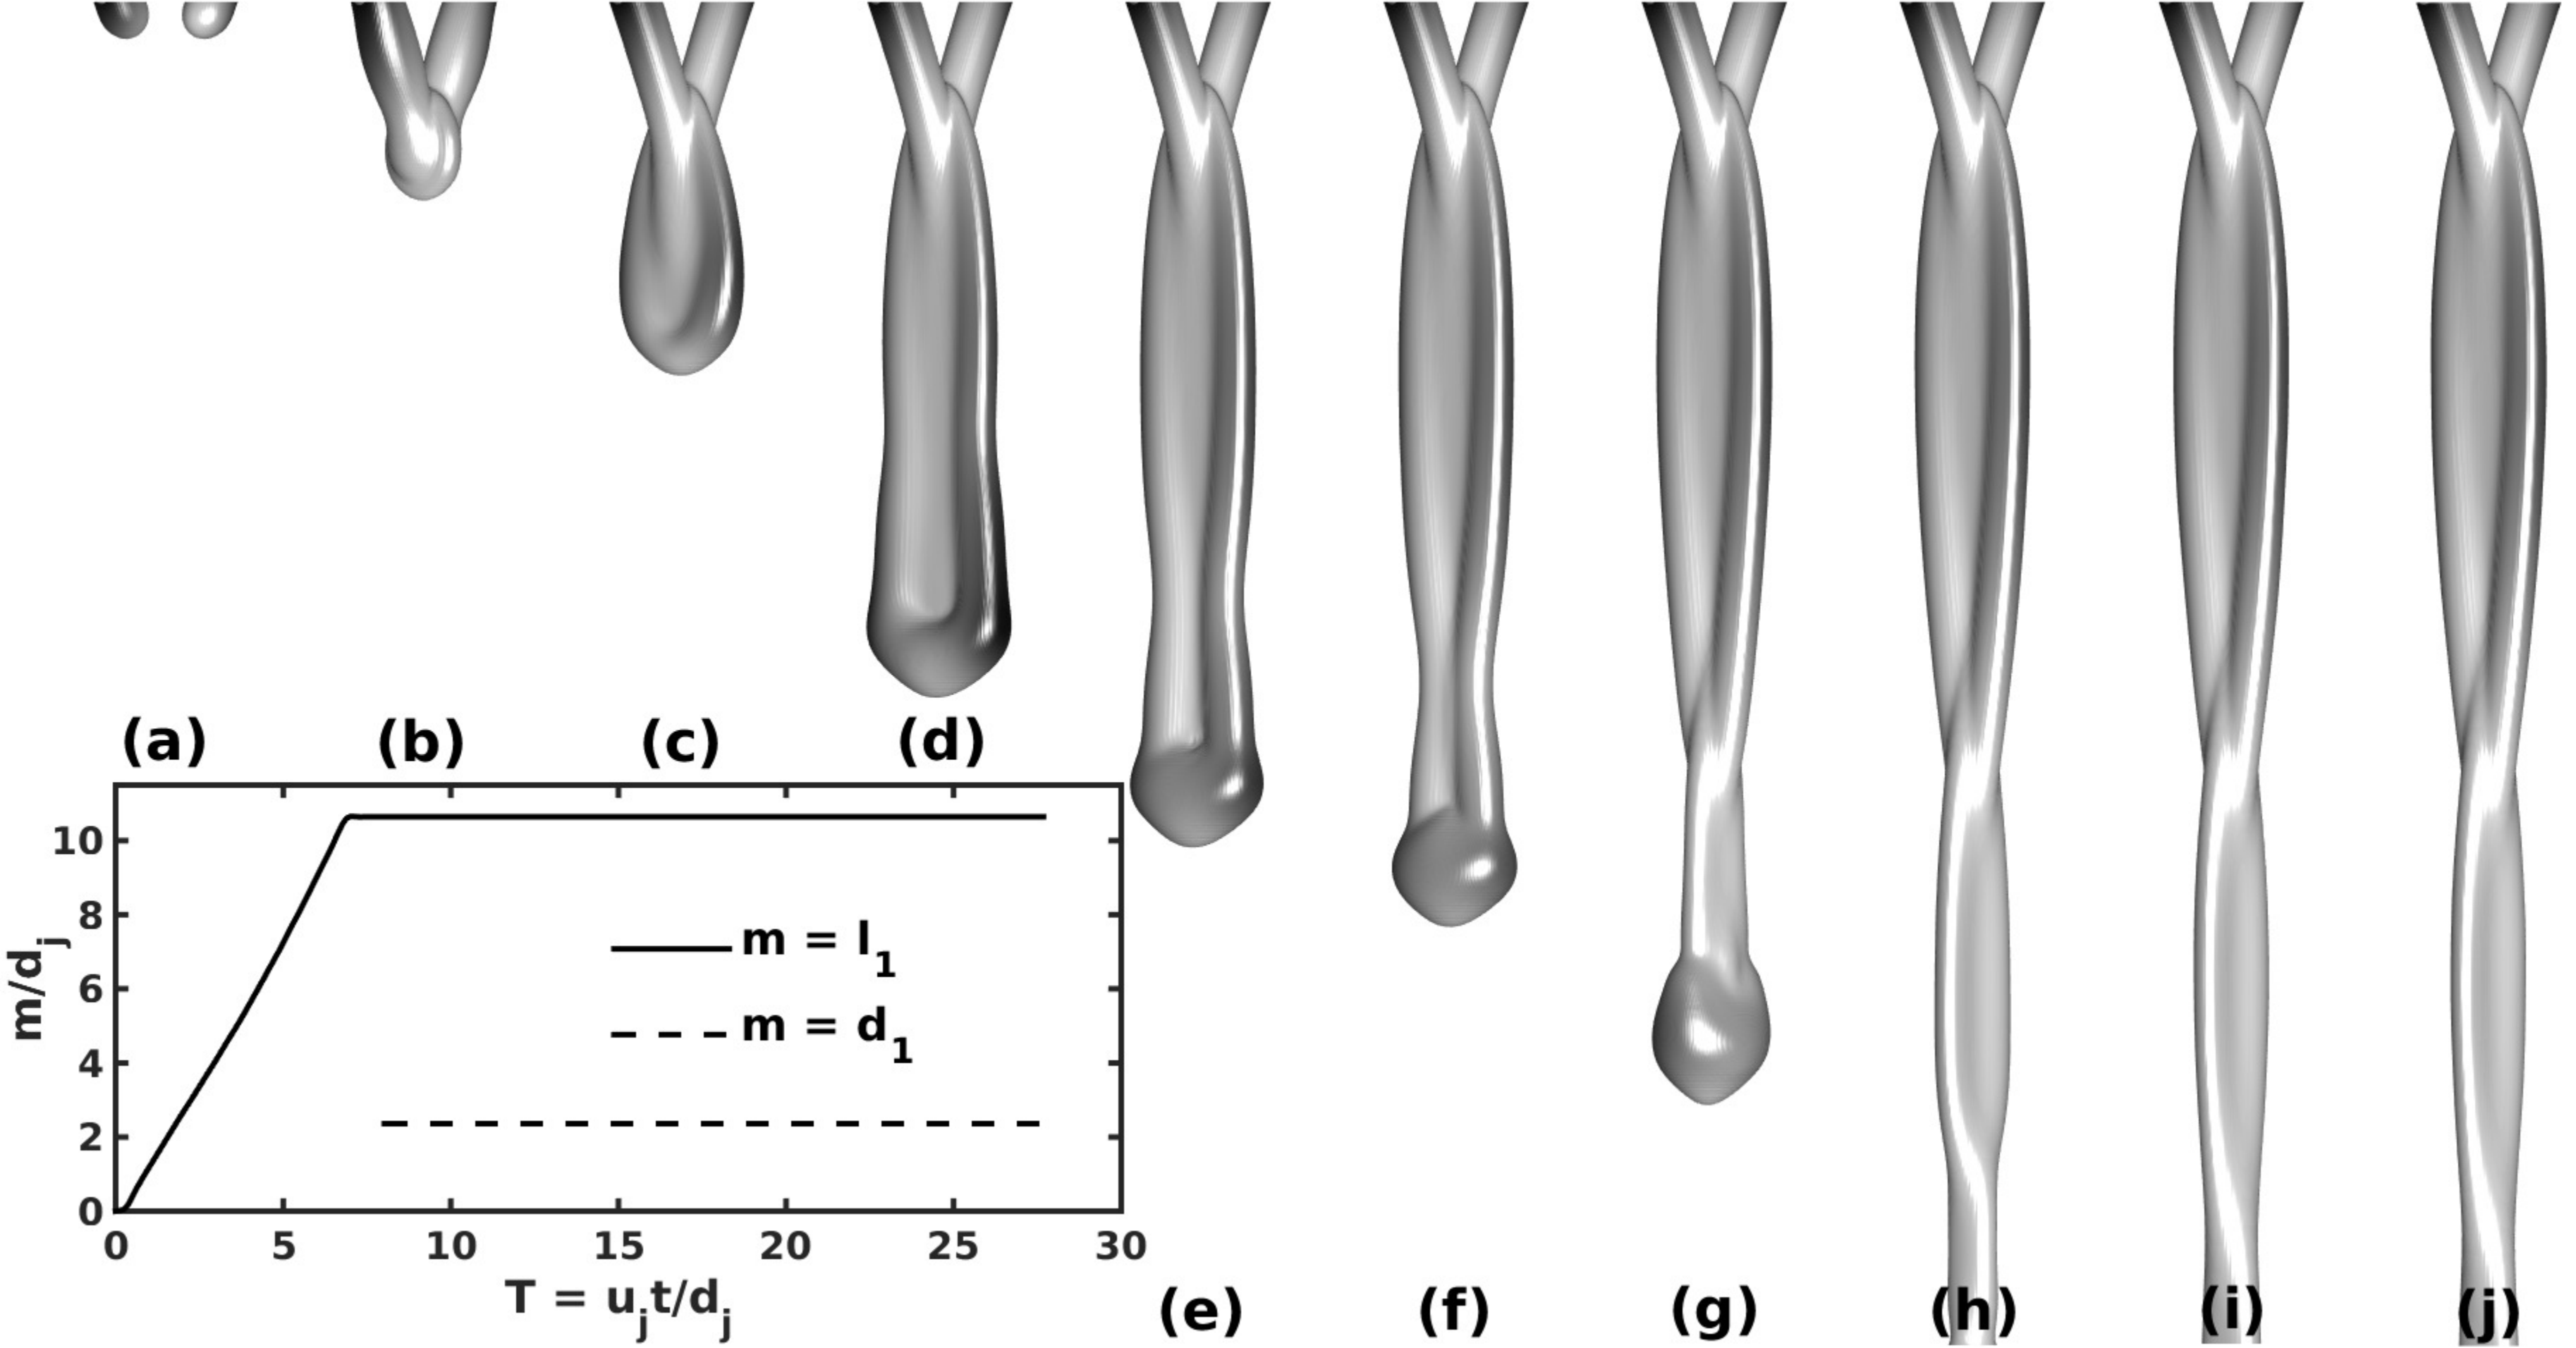 (a) (b) (c) (d)
10
8
6
4
2
0
m/dj
m = l1
m = d1
0 5 10 15 20 25 30
T = ujt/dj
(e) (f) (g) (h) (i) (j)